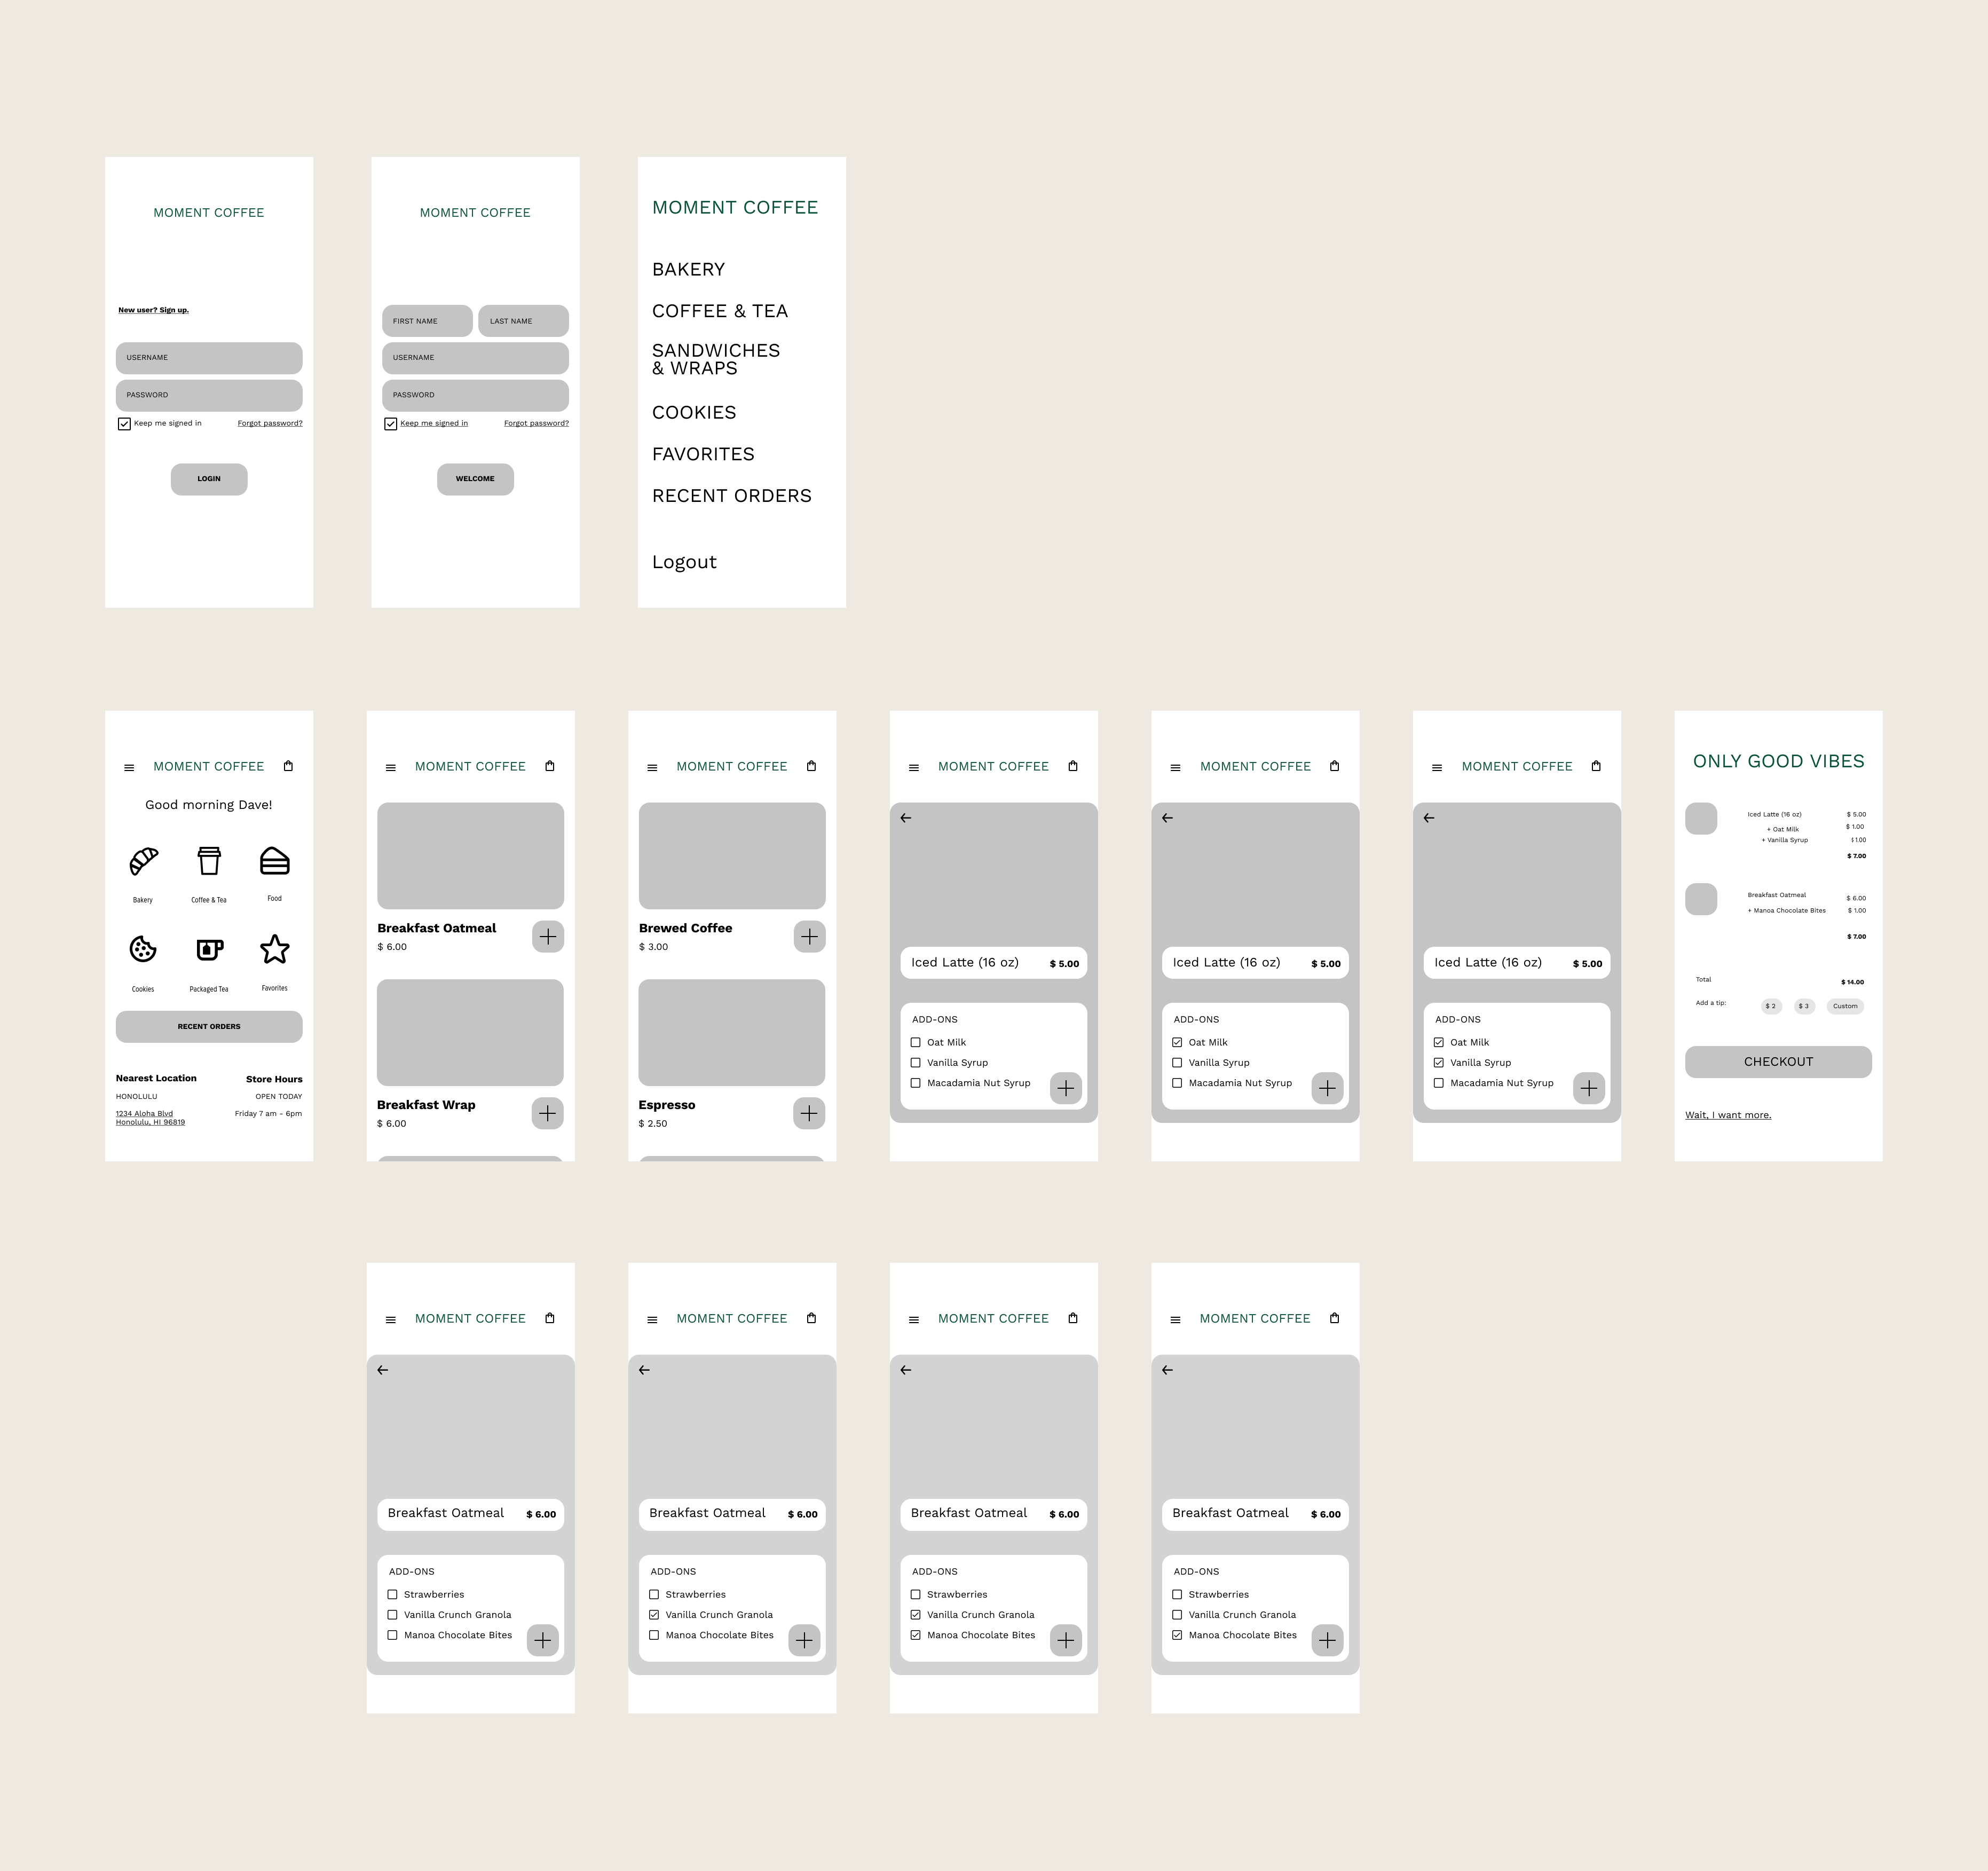 MOMENT COFFEE
New user? Sign up.
USERNAME
PASSWORD
Keep me signed in
Forgot password?
LOGIN
MOMENT COFFEE
FIRST NAME
LAST NAME
USERNAME
PASSWORD
Keep me signed in
Forgot password?
WELCOME
MOMENT COFFEE
BAKERY
COFFEE & TEA
SANDWICHES
& WRAPS
COOKIES
FAVORITES
RECENT ORDERS
Logout
MOMENT COFFEE
Good morning Dave!
Bakery
Coffee & Tea
Food
Cookies
Packaged Tea
Favorites
RECENT ORDERS
Nearest Location
Store Hours
HONOLULU
OPEN TODAY
1234 Aloha Blvd
Friday 7 am - 6pm
Honolulu, HI 96819
MOMENT COFFEE
Breakfast Oatmeal
$ 6.00
Breakfast Wrap
$ 6.00
MOMENT COFFEE
Brewed Coffee
$ 3.00
Espresso
$ 2.50
MOMENT COFFEE
Iced Latte (16 oz)
$ 5.00
ADD-ONS
Oat Milk
Vanilla Syrup
Macadamia Nut Syrup
MOMENT COFFEE
Iced Latte (16 oz)
$ 5.00
ADD-ONS
Oat Milk
Vanilla Syrup
Macadamia Nut Syrup
MOMENT COFFEE
Iced Latte (16 oz)
$ 5.00
ADD-ONS
Oat Milk
Vanilla Syrup
Macadamia Nut Syrup
ONLY GOOD VIBES
Iced Latte (16 oz)
$ 5.00
+ Oat Milk
$ 1.00
+ Vanilla Syrup
$ 1.00
$ 7.00
Breakfast Oatmeal
$ 6.00
+ Manoa Chocolate Bites
$ 1.00
$ 7.00
Total
$ 14.00
Add a tip:
$ 2
$ 3
Custom
CHECKOUT
Wait, I want more.
MOMENT COFFEE
Breakfast Oatmeal
$ 6.00
ADD-ONS
Strawberries
Vanilla Crunch Granola
Manoa Chocolate Bites
MOMENT COFFEE
Breakfast Oatmeal
$ 6.00
ADD-ONS
Strawberries
Vanilla Crunch Granola
Manoa Chocolate Bites
MOMENT COFFEE
Breakfast Oatmeal
$ 6.00
ADD-ONS
Strawberries
Vanilla Crunch Granola
Manoa Chocolate Bites
MOMENT COFFEE
Breakfast Oatmeal
$ 6.00
ADD-ONS
Strawberries
Vanilla Crunch Granola
Manoa Chocolate Bites